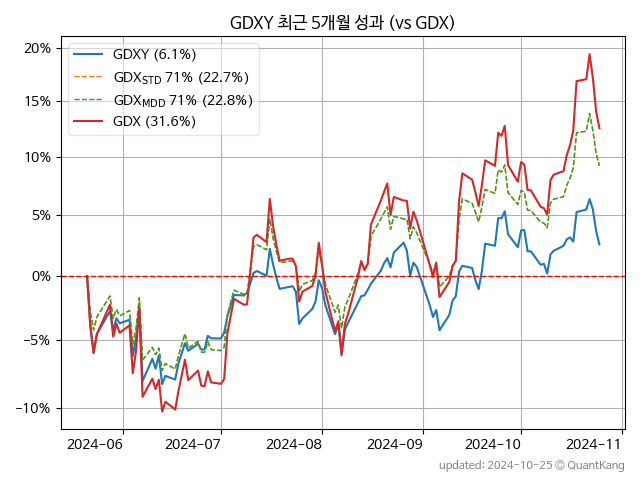 GDXY 최근 5개월 성과 (vs GDX)
GDXY (6.1%)
GDX_STD 71% (22.7%)
GDX_MDD 71% (22.8%)
GDX (31.6%)
20%
15%
10%
5%
0%
−5%
−10%
2024-06 2024-07 2024-08 2024-09 2024-10 2024-11
updated: 2024-10-25 © QuantKang